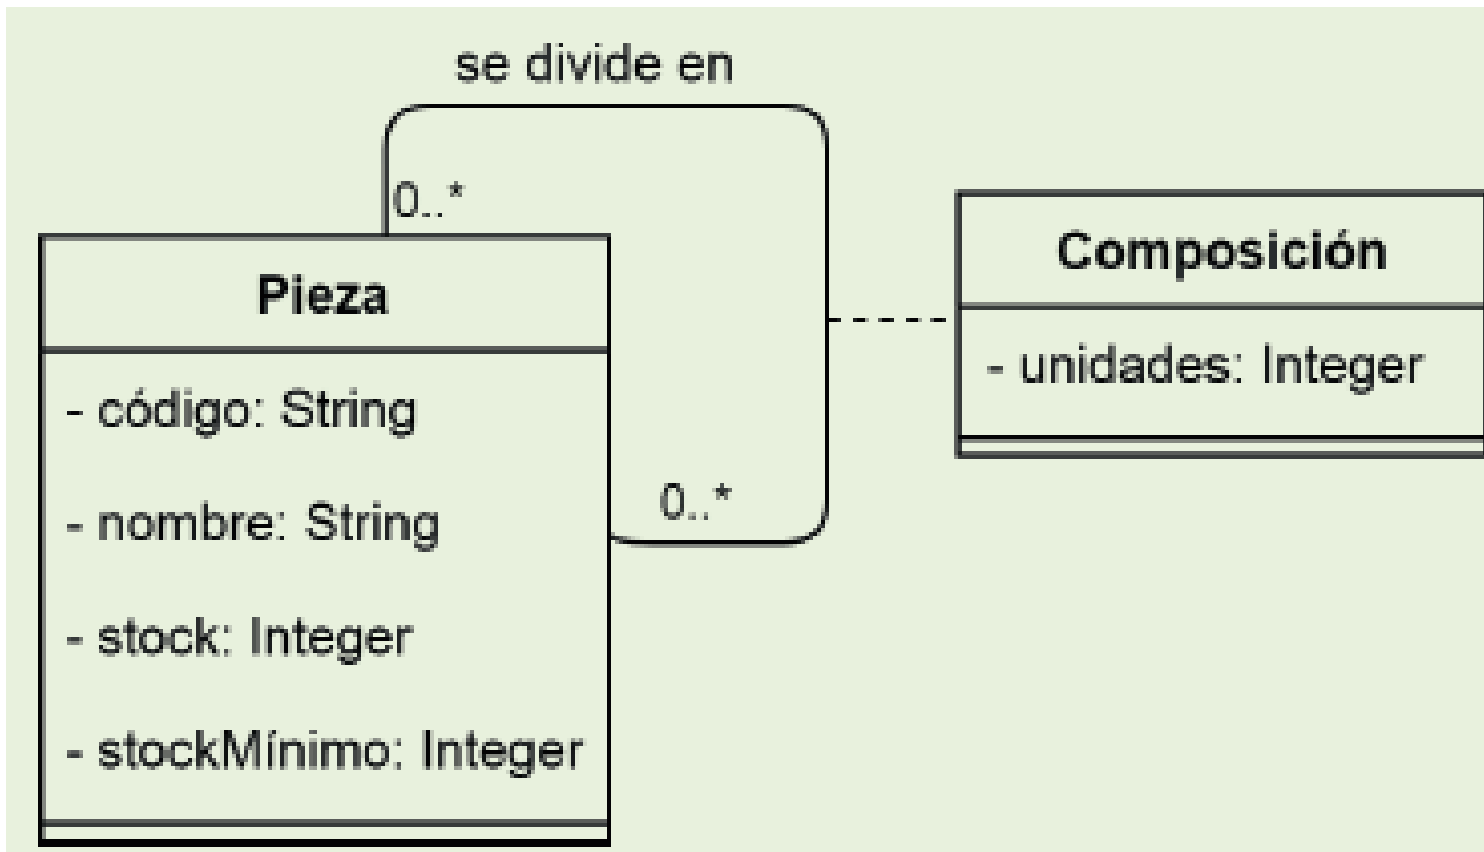 se divide en
0..*
Pieza
- código: String
- nombre: String
- stock: Integer
- stockMínimo: Integer
0..*
Composición
- unidades: Integer